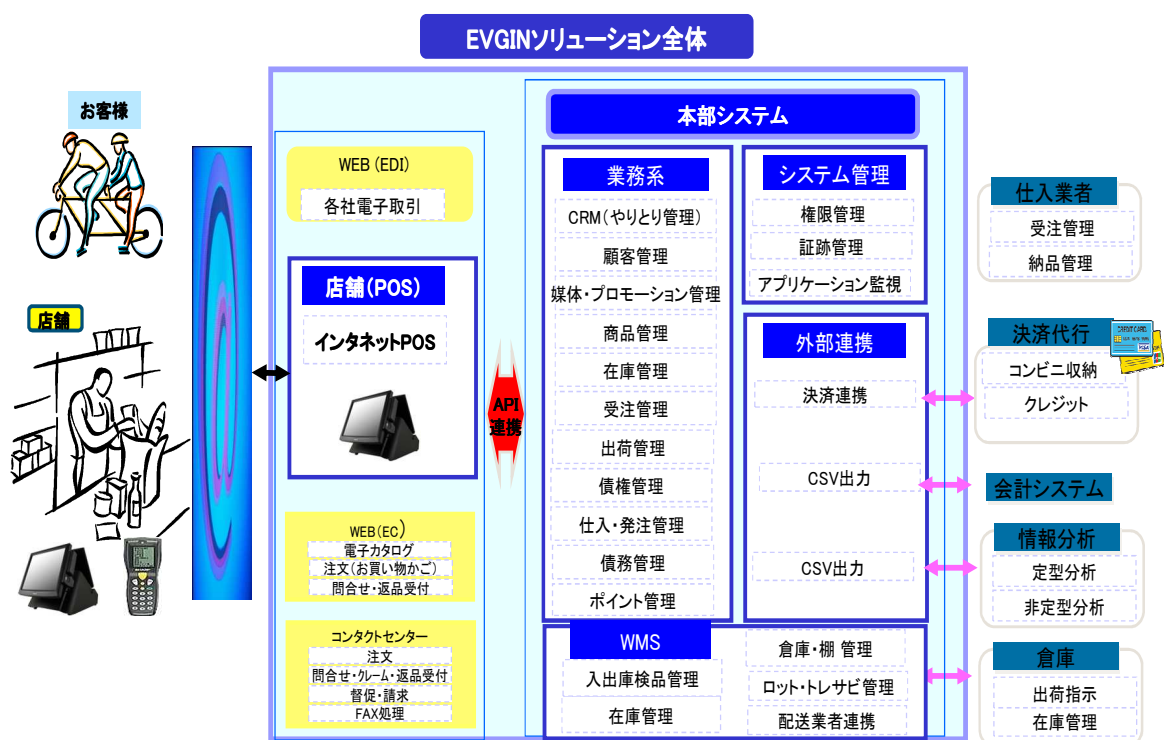 EVGINソリューション全体
お客様
店舗
WEB (EDI)
各社電子取引
店舗(POS)
インタネットPOS
WEB(EC)
電子カタログ
注文(お買い物かご)
問合せ・返品受付
コンタクトセンター
注文
問合せ・クレーム・返品受付
督促・請求
FAX処理
API
連携
本部システム
業務系
CRM(やりとり管理)
顧客管理
媒体・プロモーション管理
商品管理
在庫管理
受注管理
出荷管理
債権管理
仕入・発注管理
債務管理
ポイント管理
システム管理
権限管理
証跡管理
アプリケーション監視
外部連携
決済連携
CSV出力
CSV出力
WMS
入出庫検品管理
在庫管理
倉庫・棚 管理
ロット・トレサビ管理
配送業者連携
仕入業者
受注管理
納品管理
決済代行
CREDIT CARD
VISA
コンビニ収納
クレジット
会計システム
情報分析
定型分析
非定型分析
倉庫
出荷指示
在庫管理